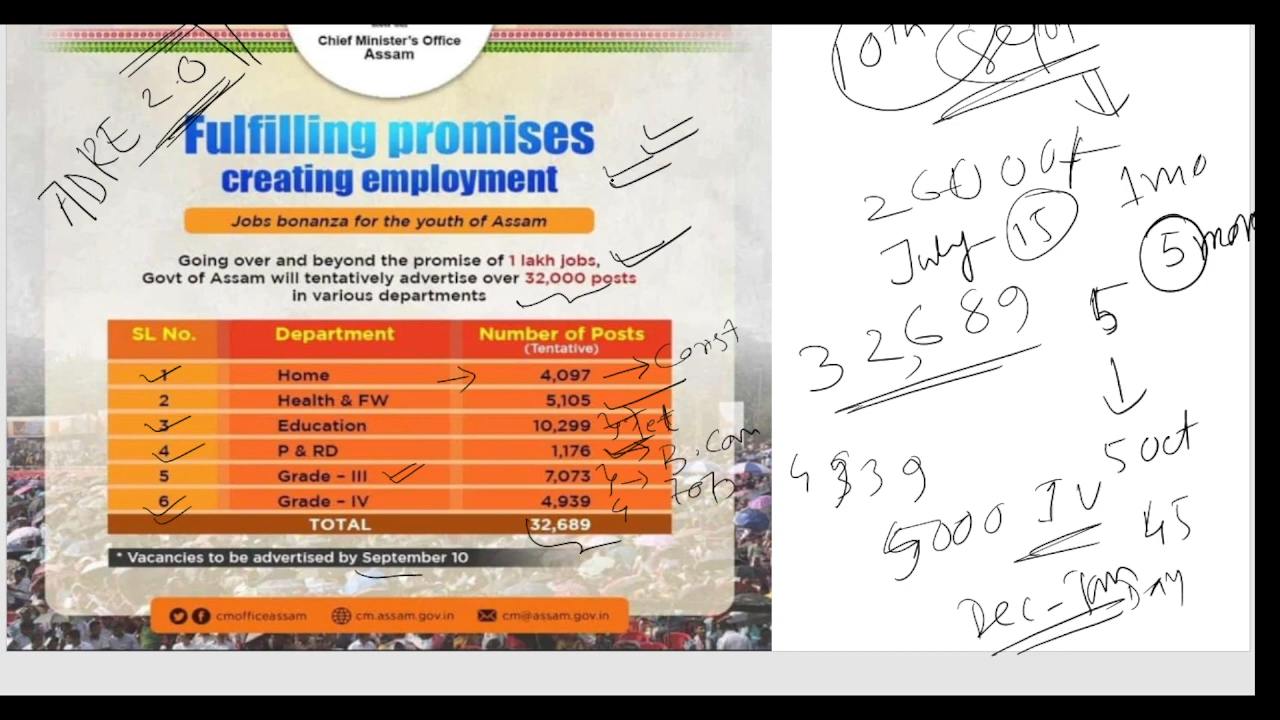 Chief Minister's Office
Assam
ADRE 2.0
Fulfilling promises
creating employment
Jobs bonanza for the youth of Assam
Going over and beyond the promise of 1 lakh jobs,
Govt of Assam will tentatively advertise over 32,000 posts
in various departments
SL No. Department Number of Posts
(Tentative)
1 Home 4,097 Const
2 Health & FW 5,105
3 Education 10,299 Tet
4 P & RD 1,176 B.Com
5 Grade – III 7,073
6 Grade – IV 4,939
TOTAL 32,689
* Vacancies to be advertised by September 10
cmofficeassam cm.assam.gov.in cm@assam.gov.in
10th Sept
26000+
1 mo
July 15
5 mon
32,689
5
5 Oct
4939
5000 IV
45
Day
Dec - Jan